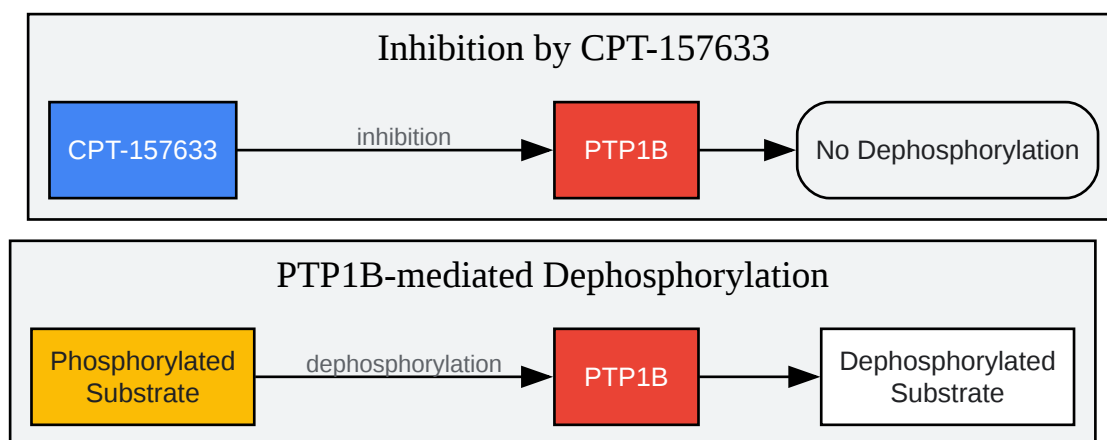 Inhibition by CPT-157633
CPT-157633
inhibition
PTP1B
No Dephosphorylation
PTP1B-mediated Dephosphorylation
Phosphorylated
Substrate
dephosphorylation
PTP1B
Dephosphorylated
Substrate